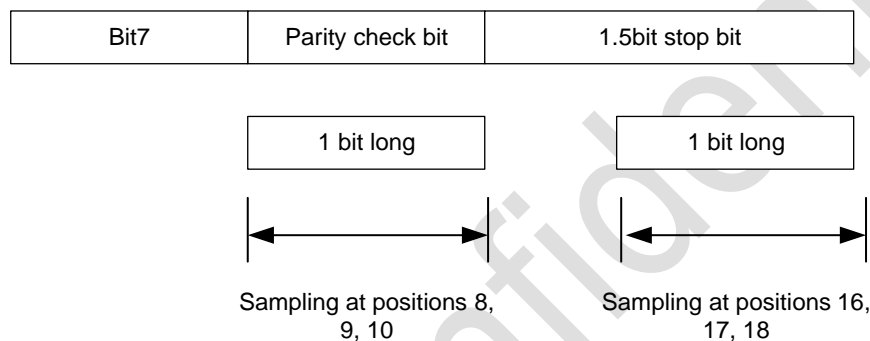 Bit7 Parity check bit 1.5bit stop bit
1 bit long 1 bit long
Sampling at positions 8,
9, 10
Sampling at positions 16,
17, 18